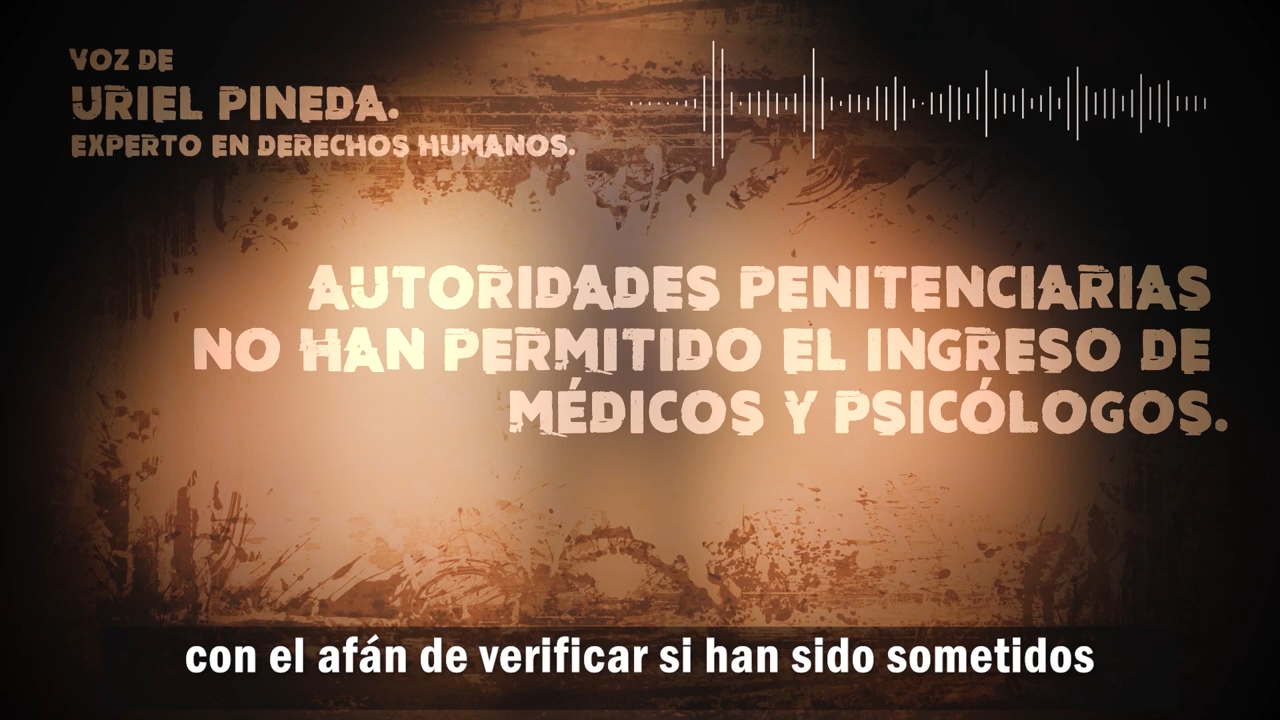 VOZ DE
URIEL PINEDA.
EXPERTO EN DERECHOS HUMANOS.
AUTORIDADES PENITENCIARIAS
NO HAN PERMITIDO EL INGRESO DE
MÉDICOS Y PSICÓLOGOS.
con el afán de verificar si han sido sometidos